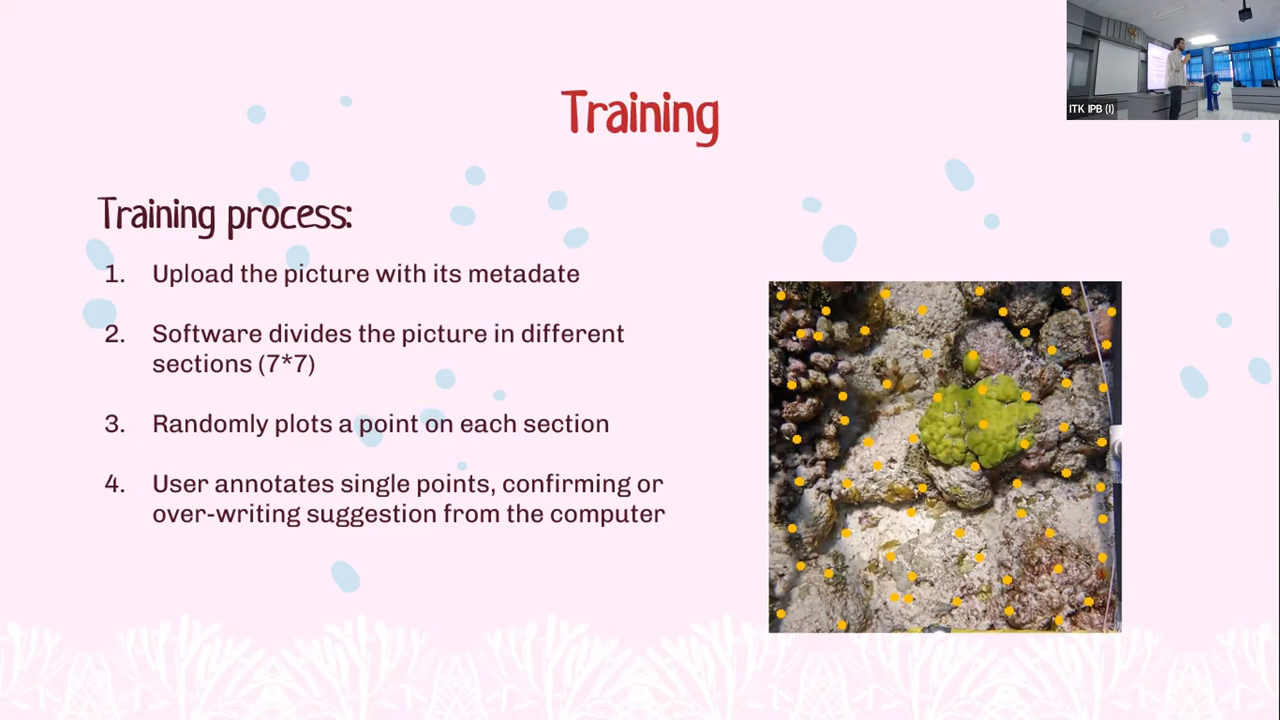 Training
ITK IPB (I)
Training process:
1. Upload the picture with its metadate
2. Software divides the picture in different
sections (7*7)
3. Randomly plots a point on each section
4. User annotates single points, confirming or
over-writing suggestion from the computer